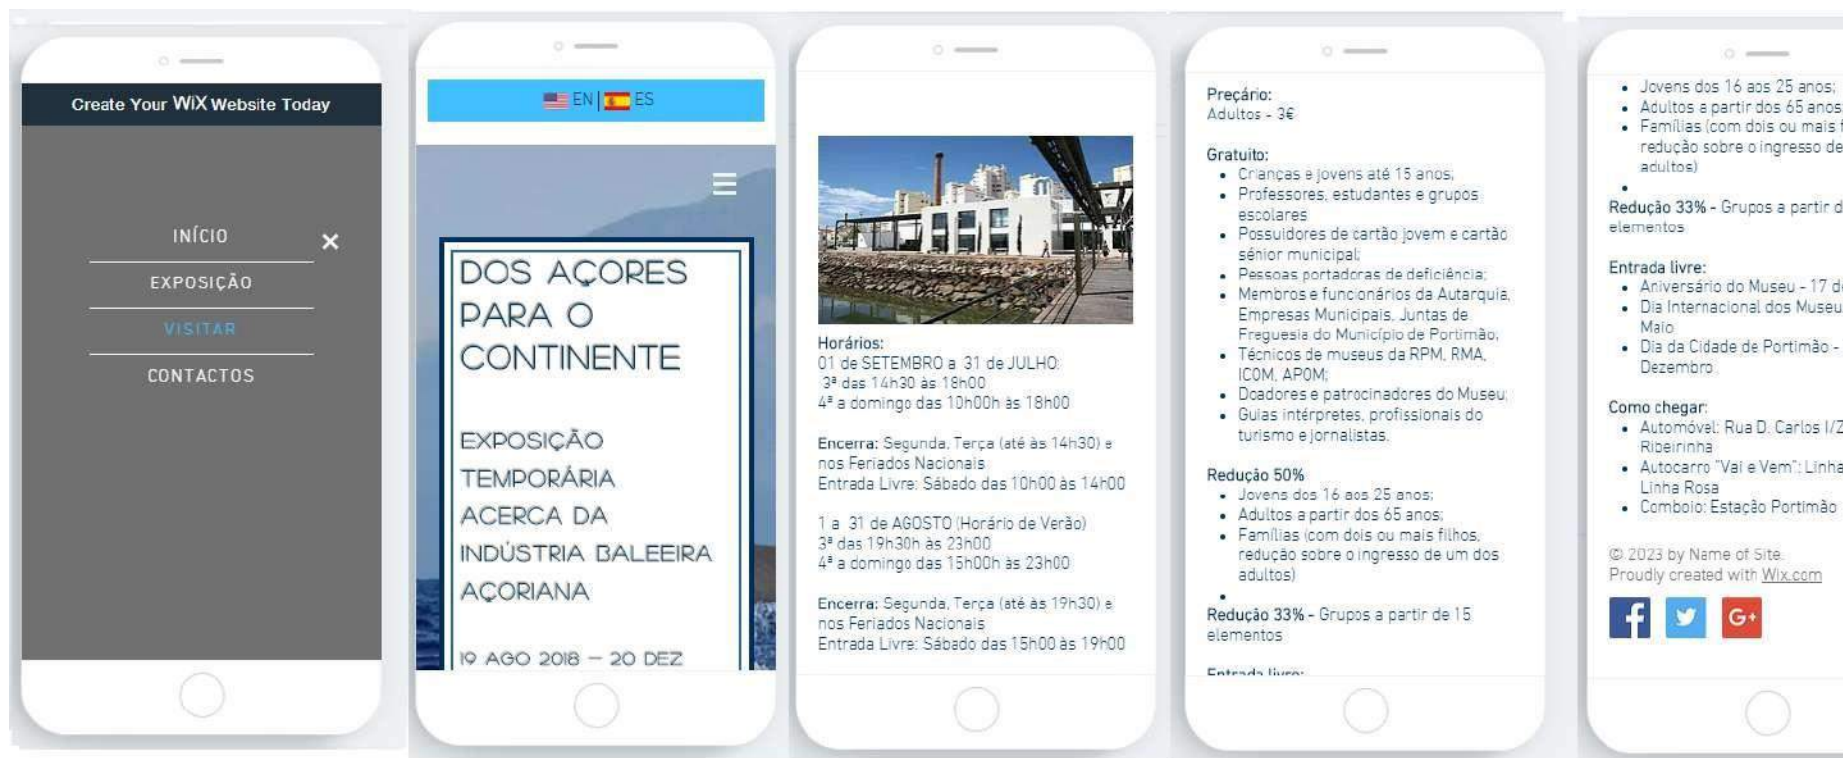 Create Your WiX Website Today
INÍCIO
EXPOSIÇÃO
VISITAR
CONTACTOS
EN | ES
DOS AÇORES
PARA O
CONTINENTE
EXPOSIÇÃO
TEMPORÁRIA
ACERCA DA
INDÚSTRIA BALEEIRA
AÇORIANA
19 AGO 2018 – 20 DEZ
Horários:
01 de SETEMBRO a 31 de JULHO:
3ª das 14h30 às 18h00
4ª a domingo das 10h00h às 18h00
Encerra: Segunda, Terça (até às 14h30) e
nos Feriados Nacionais
Entrada Livre: Sábado das 10h00 às 14h00
1 a 31 de AGOSTO (Horário de Verão)
3ª das 19h30h às 23h00
4ª a domingo das 15h00h às 23h00
Encerra: Segunda, Terça (até às 19h30) e
nos Feriados Nacionais
Entrada Livre: Sábado das 15h00 às 19h00
Preçário:
Adultos - 3€
Gratuito:
• Crianças e jovens até 15 anos;
• Professores, estudantes e grupos
escolares
• Possuidores de cartão jovem e cartão
sénior municipal;
• Pessoas portadoras de deficiência;
• Membros e funcionários da Autarquia,
Empresas Municipais, Juntas de
Freguesia do Município de Portimão,
• Técnicos de museus da RPM, RMA,
ICOM, APOM;
• Doadores e patrocinadores do Museu;
• Guias intérpretes, profissionais do
turismo e jornalistas.
Redução 50%
• Jovens dos 16 aos 25 anos;
• Adultos a partir dos 65 anos;
• Famílias (com dois ou mais filhos,
redução sobre o ingresso de um dos
adultos)
•
Redução 33% - Grupos a partir de 15
elementos
Entrada livre:
• Jovens dos 16 aos 25 anos;
• Adultos a partir dos 65 anos;
• Famílias (com dois ou mais f
redução sobre o ingresso de
adultos)
•
Redução 33% - Grupos a partir d
elementos
Entrada livre:
• Aniversário do Museu - 17 de
• Dia Internacional dos Museu
Maio
• Dia da Cidade de Portimão -
Dezembro
Como chegar:
• Automóvel: Rua D. Carlos I/Z
Ribeirinha
• Autocarro "Vai e Vem": Linha
Linha Rosa
• Comboio: Estação Portimão
© 2023 by Name of Site.
Proudly created with Wix.com
f
G+